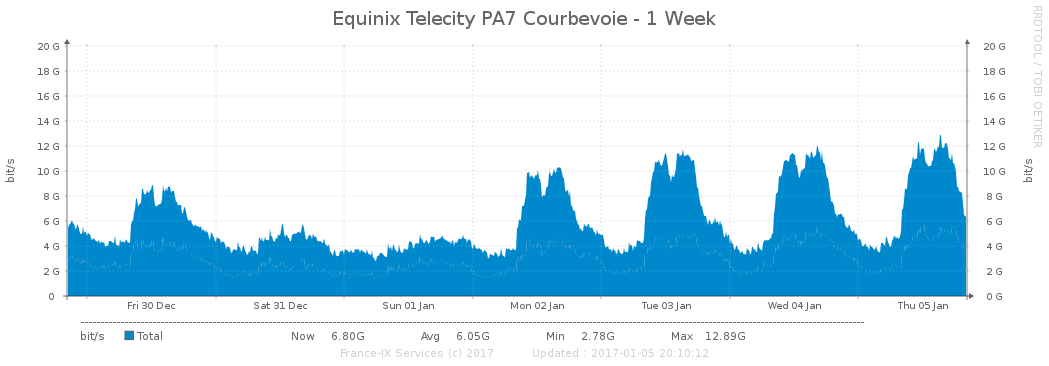 Equinix Telecity PA7 Courbevoie - 1 Week
RRDTOOL / TOBI OETIKER
20 G 20 G
18 G 18 G
16 G 16 G
14 G 14 G
12 G 12 G
10 G 10 G
8 G 8 G
6 G 6 G
4 G 4 G
2 G 2 G
0 0 G
bit/s bit/s
Fri 30 Dec Sat 31 Dec Sun 01 Jan Mon 02 Jan Tue 03 Jan Wed 04 Jan Thu 05 Jan
bit/s Total Now 6.80G Avg 6.05G Min 2.78G Max 12.89G
France-IX Services (c) 2017 Updated : 2017-01-05 20:10:12